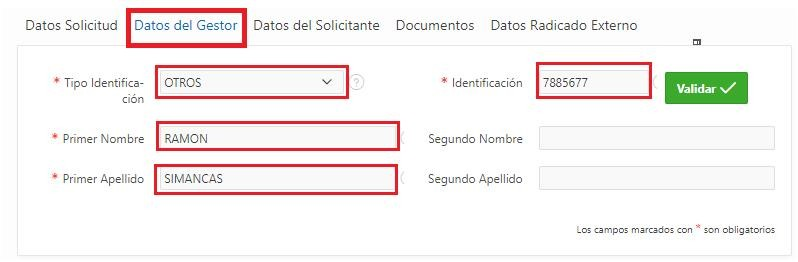 Datos Solicitud Datos del Gestor Datos del Solicitante Documentos Datos Radicado Externo
* Tipo Identifica-
ción OTROS ? * Identificación 7885677 Validar
* Primer Nombre RAMON Segundo Nombre
* Primer Apellido SIMANCAS Segundo Apellido
Los campos marcados con * son obligatorios